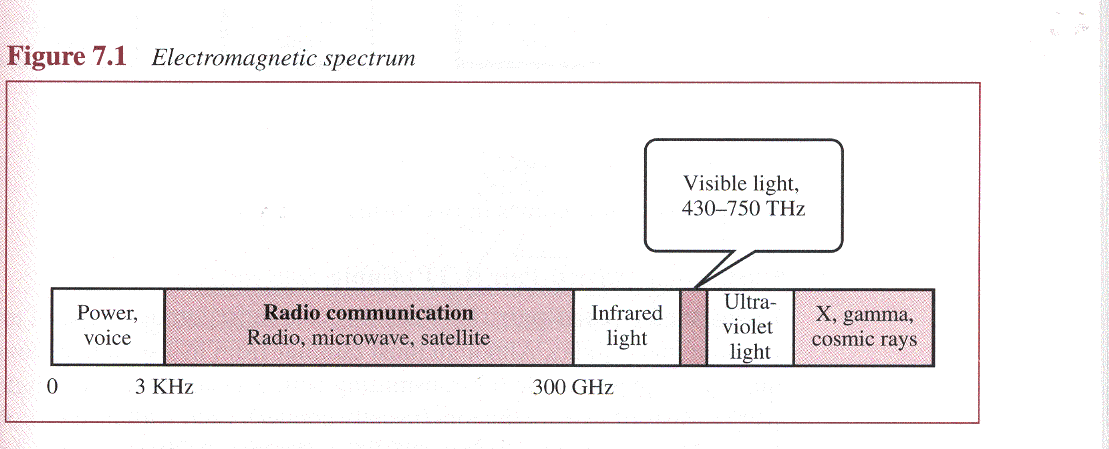 Figure 7.1 Electromagnetic spectrum
Visible light,
430–750 THz
Power,
voice
Radio communication
Radio, microwave, satellite
Infrared
light
Ultra-
violet
light
X, gamma,
cosmic rays
0
3 KHz
300 GHz